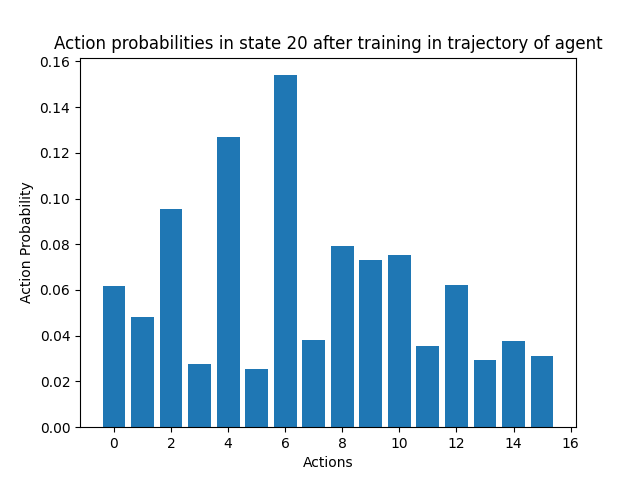 Action probabilities in state 20 after training in trajectory of agent
0.16
0.14
0.12
0.10
0.08
0.06
0.04
0.02
0.00
Action Probability
0 2 4 6 8 10 12 14 16
Actions